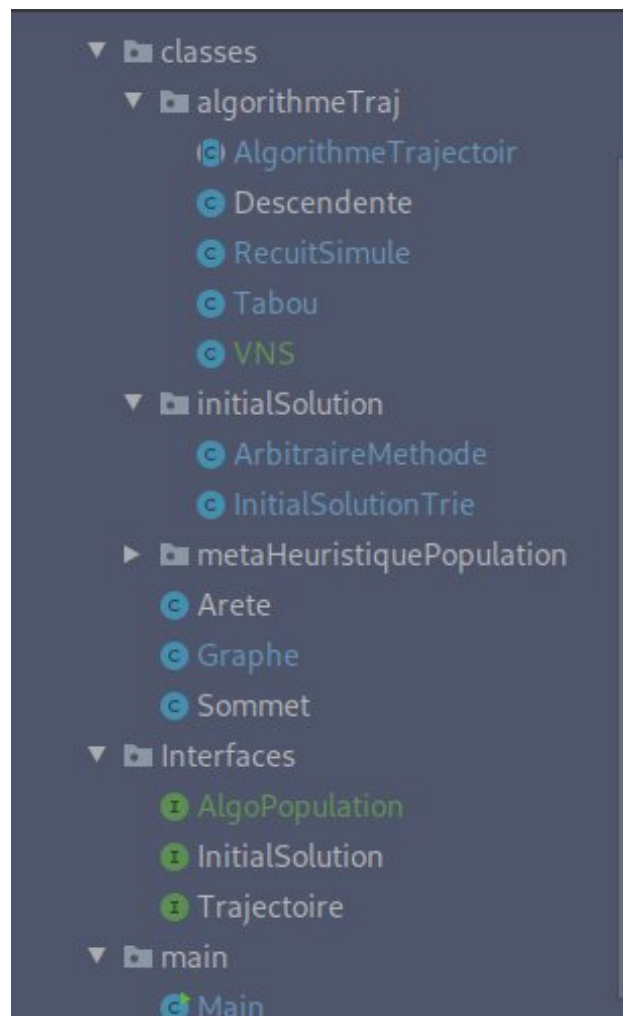 classes
algorithmeTraj
AlgorithmeTrajectoir
Descendente
RecuitSimule
Tabou
VNS
initialSolution
ArbitraireMethode
InitialSolutionTrie
metaHeuristiquePopulation
Arete
Graphe
Sommet
Interfaces
AlgoPopulation
InitialSolution
Trajectoire
main
Main